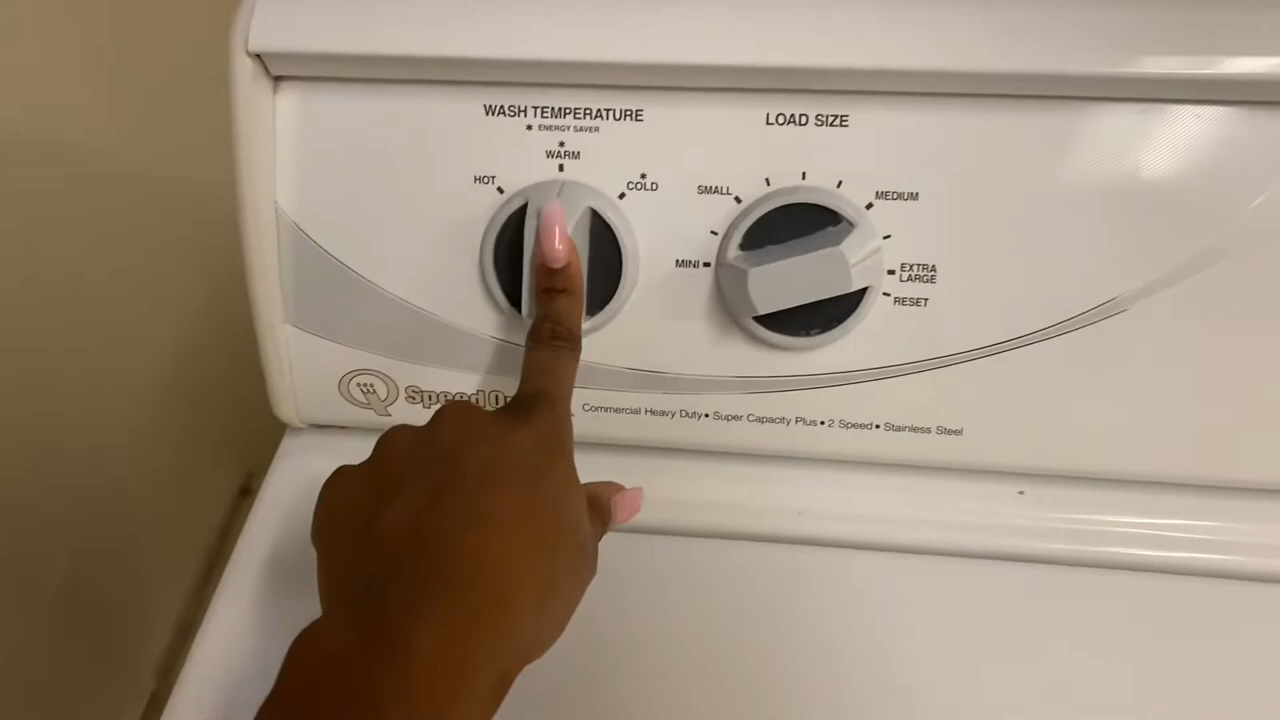 WASH TEMPERATURE
* ENERGY SAVER
*
WARM
HOT
*
COLD
LOAD SIZE
SMALL
MEDIUM
MINI
EXTRA
LARGE
RESET
Speed
Commercial Heavy Duty • Super Capacity Plus • 2 Speed • Stainless Steel